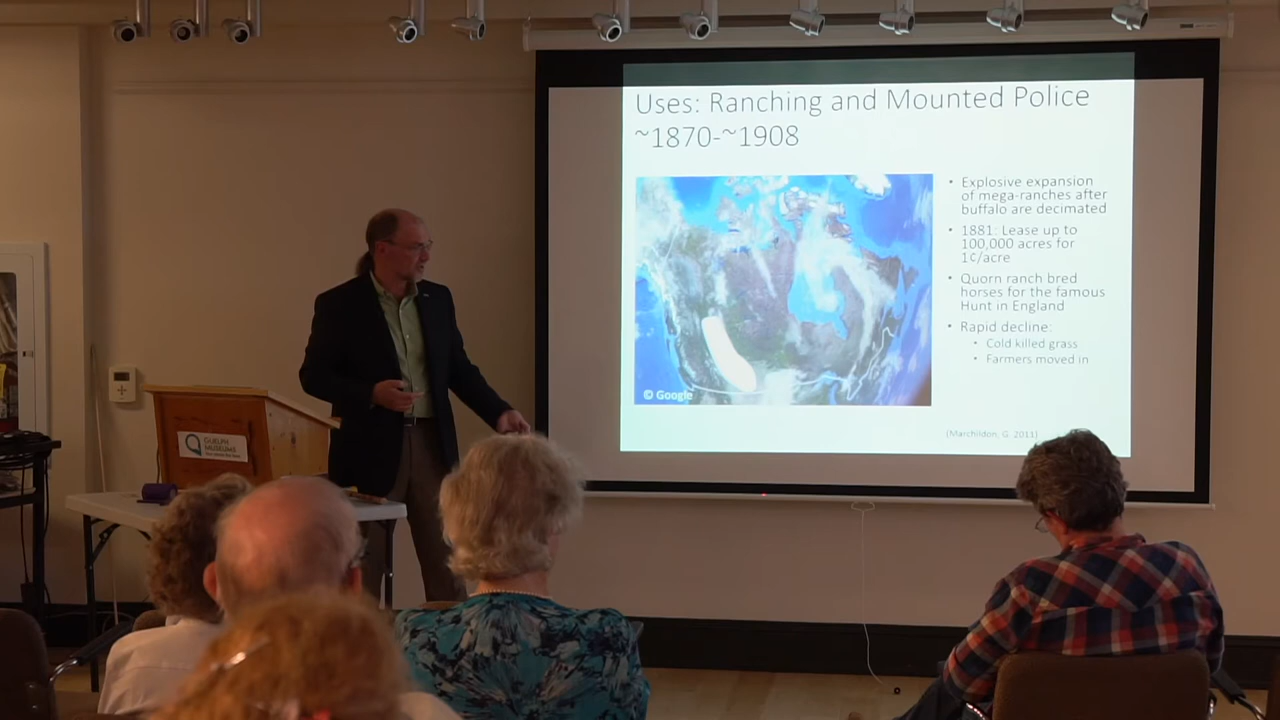 Uses: Ranching and Mounted Police
~1870-~1908
• Explosive expansion
of mega-ranches after
buffalo are decimated
• 1881: Lease up to
100,000 acres for
1¢/acre
• Quorn ranch bred
horses for the famous
Hunt in England
• Rapid decline:
• Cold killed grass
• Farmers moved in
© Google
(Marchildon, G. 2011)
GUELPH
MUSEUMS